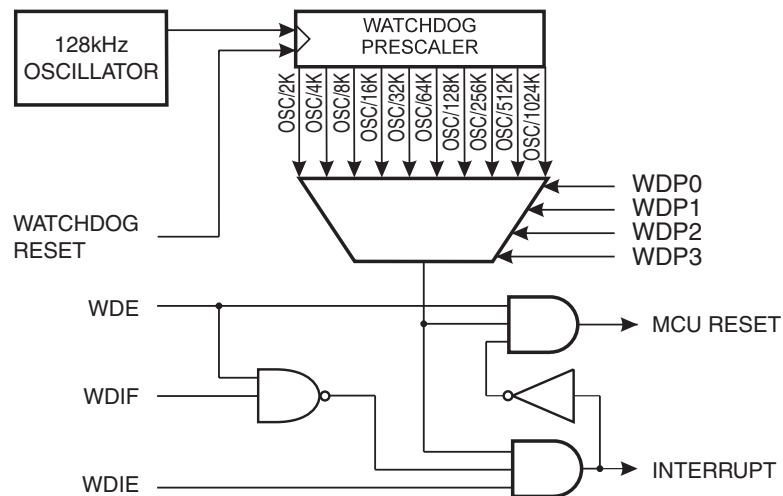 128kHz
OSCILLATOR
WATCHDOG
PRESCALER
OSC/2K
OSC/4K
OSC/8K
OSC/16K
OSC/32K
OSC/64K
OSC/128K
OSC/256K
OSC/512K
OSC/1024K
WDP0
WDP1
WDP2
WDP3
WATCHDOG
RESET
WDE
MCU RESET
WDIF
INTERRUPT
WDIE